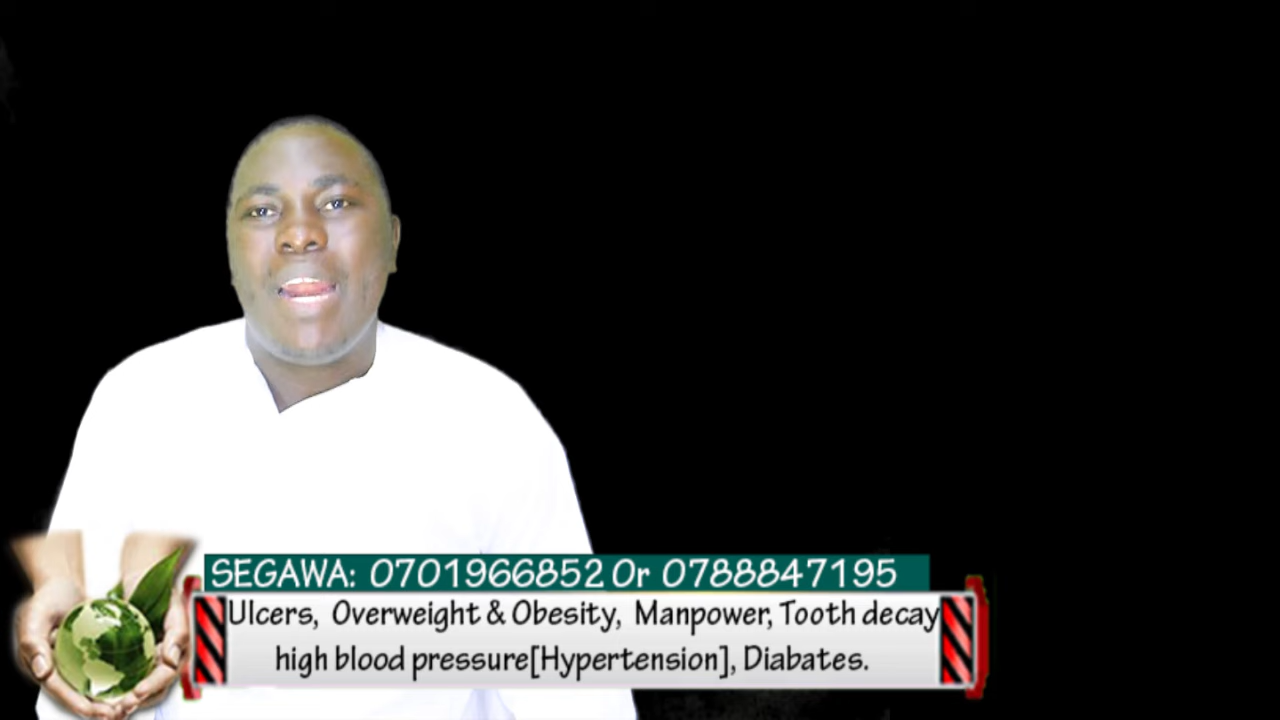 SEGAWA: 0701966852 Or 0788847195
Ulcers, Overweight & Obesity, Manpower, Tooth decay
high blood pressure[Hypertension], Diabates.